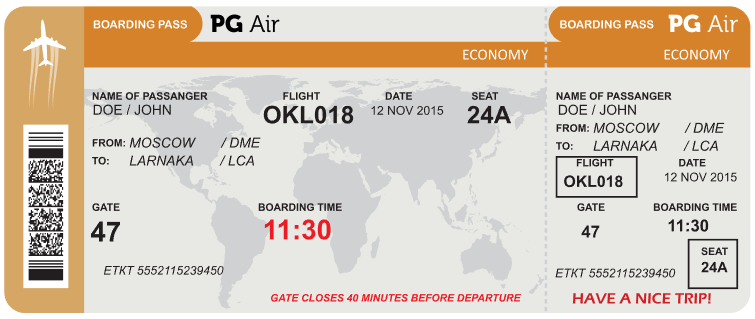 BOARDING PASS PG Air
ECONOMY
NAME OF PASSANGER
DOE / JOHN
FLIGHT
OKL018
DATE
12 NOV 2015
SEAT
24A
FROM: MOSCOW / DME
TO: LARNAKA / LCA
GATE
47
BOARDING TIME
11:30
ETKT 5552115239450
GATE CLOSES 40 MINUTES BEFORE DEPARTURE
BOARDING PASS PG Air
ECONOMY
NAME OF PASSANGER
DOE / JOHN
FROM: MOSCOW / DME
TO: LARNAKA / LCA
FLIGHT
OKL018
DATE
12 NOV 2015
GATE
47
BOARDING TIME
11:30
SEAT
24A
ETKT 5552115239450
HAVE A NICE TRIP!